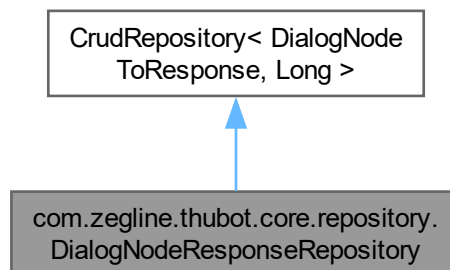 CrudRepository< DialogNode
ToResponse, Long >
com.zegline.thubot.core.repository.
DialogNodeResponseRepository